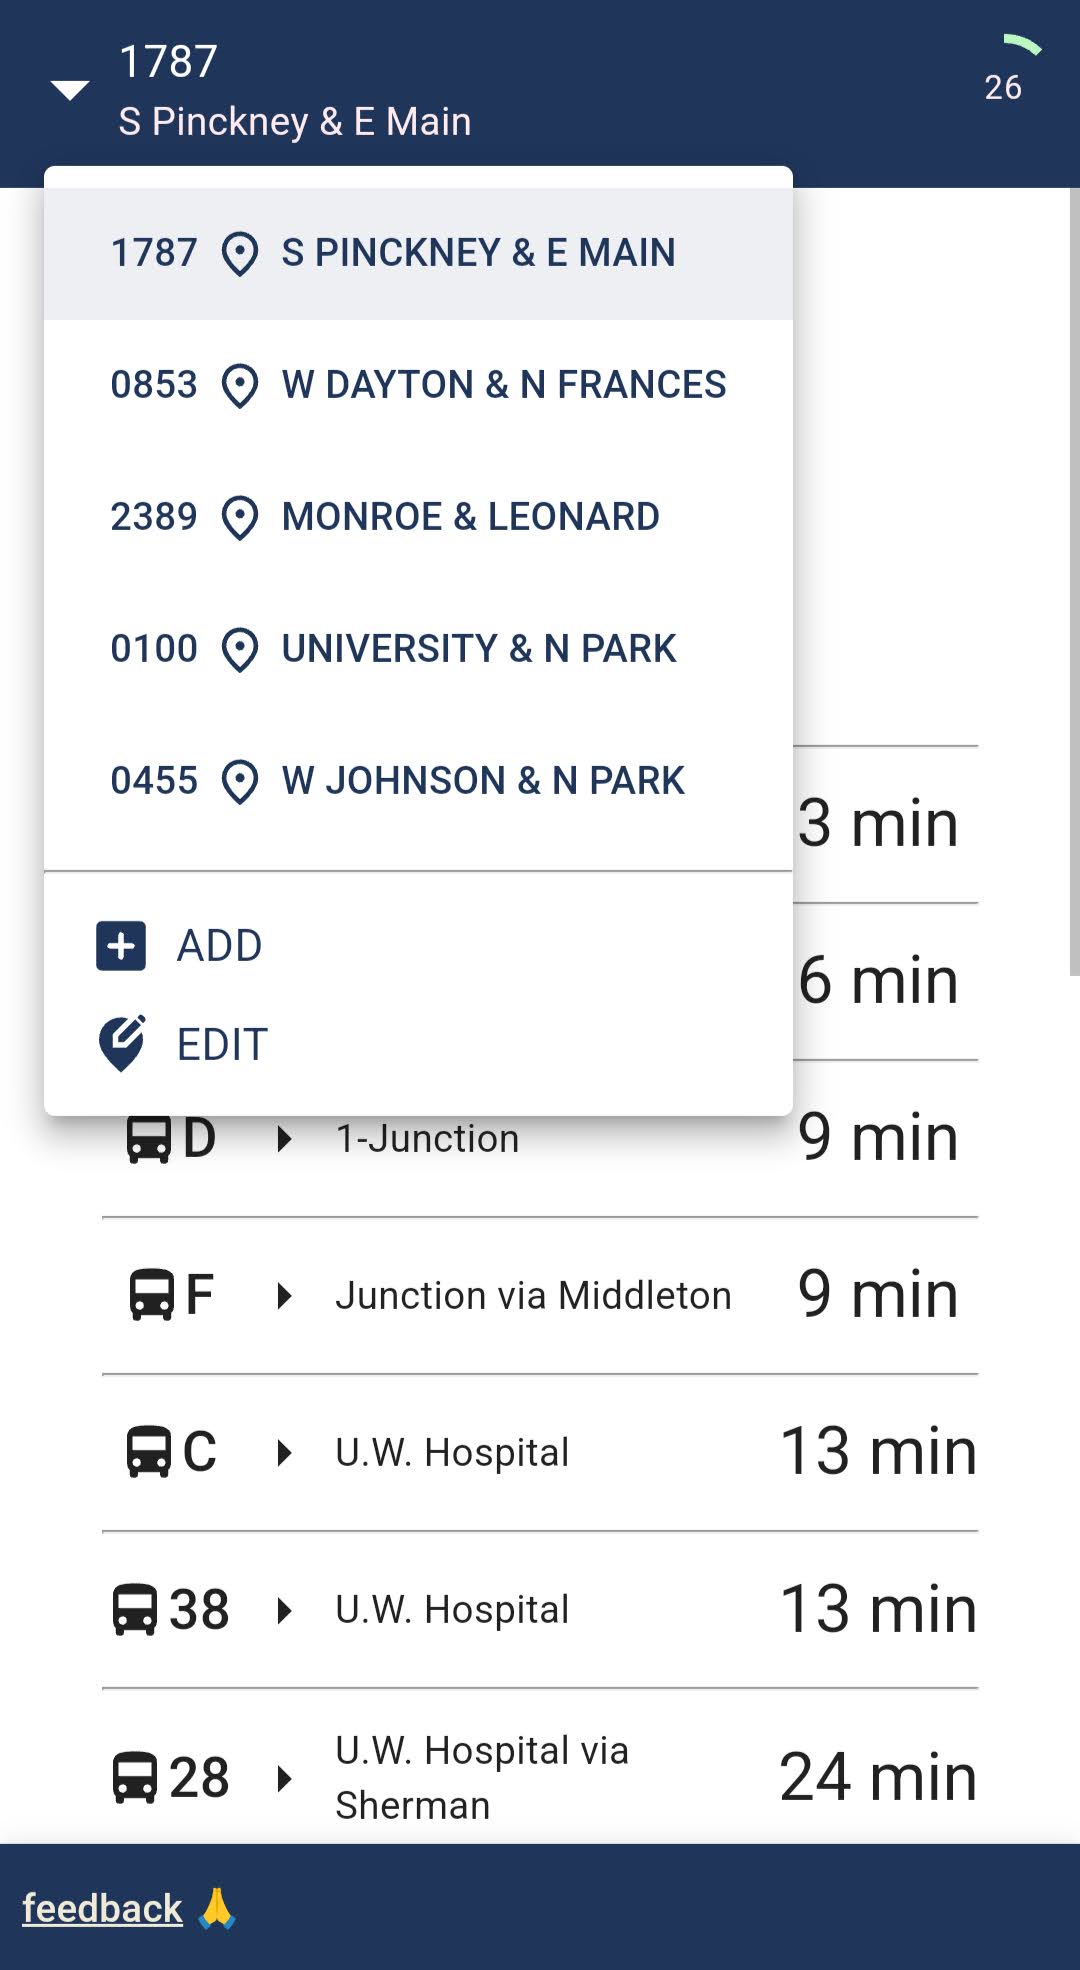 1787
S Pinckney & E Main
26
1787 S PINCKNEY & E MAIN
0853 W DAYTON & N FRANCES
2389 MONROE & LEONARD
0100 UNIVERSITY & N PARK
0455 W JOHNSON & N PARK
3 min
6 min
ADD
EDIT
D 1-Junction 9 min
F Junction via Middleton 9 min
C U.W. Hospital 13 min
38 U.W. Hospital 13 min
28 U.W. Hospital via
Sherman 24 min
feedback 🙏